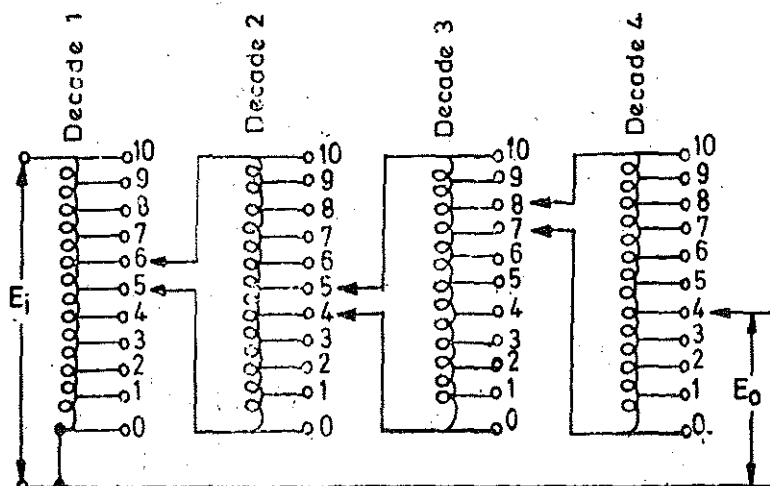 Decade 1
Decade 2
Decade 3
Decade 4
10 10 10 10
9 9 9 9
8 8 8 8
7 7 7 7
6 6 6 6
5 5 5 5
4 4 4 4
3 3 3 3
2 2 2 2
1 1 1 1
0 0 0 0
Ei
Eo